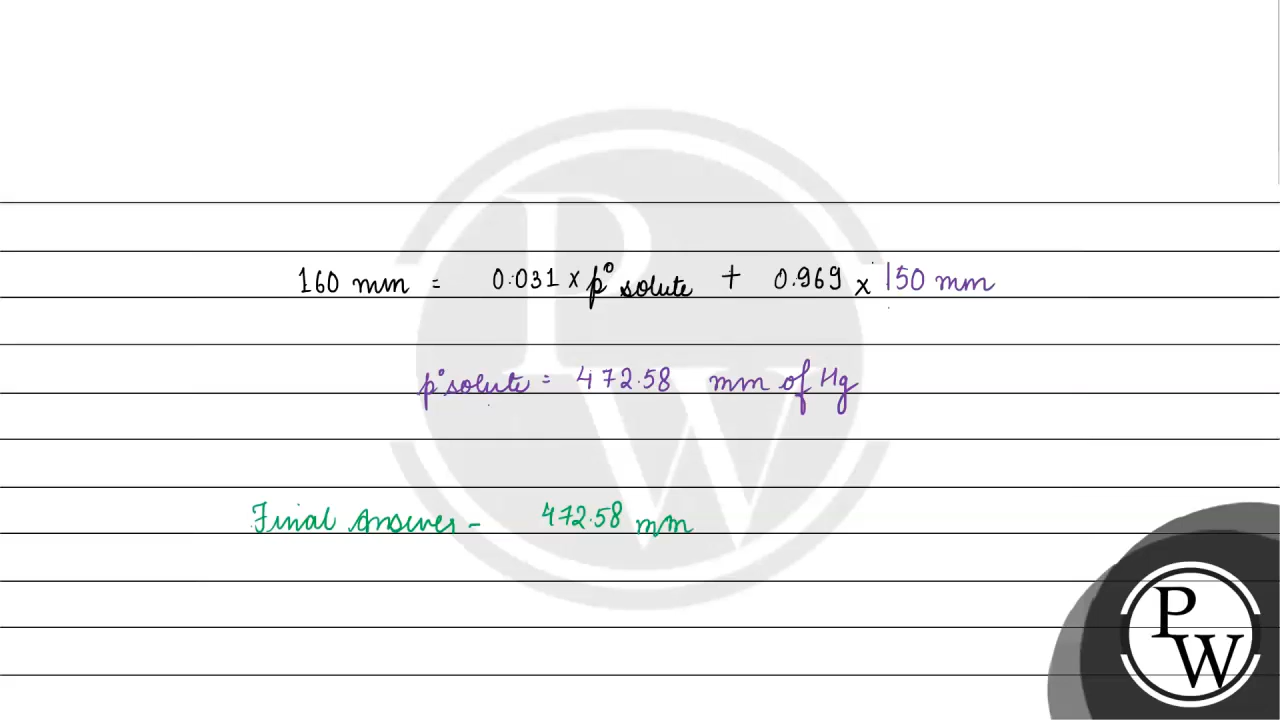 160 mm = 0.031 × p° solute + 0.969 × 150 mm
p° solute = 472.58 mm of Hg
Final Answer - 472.58 mm
P
W
P
W